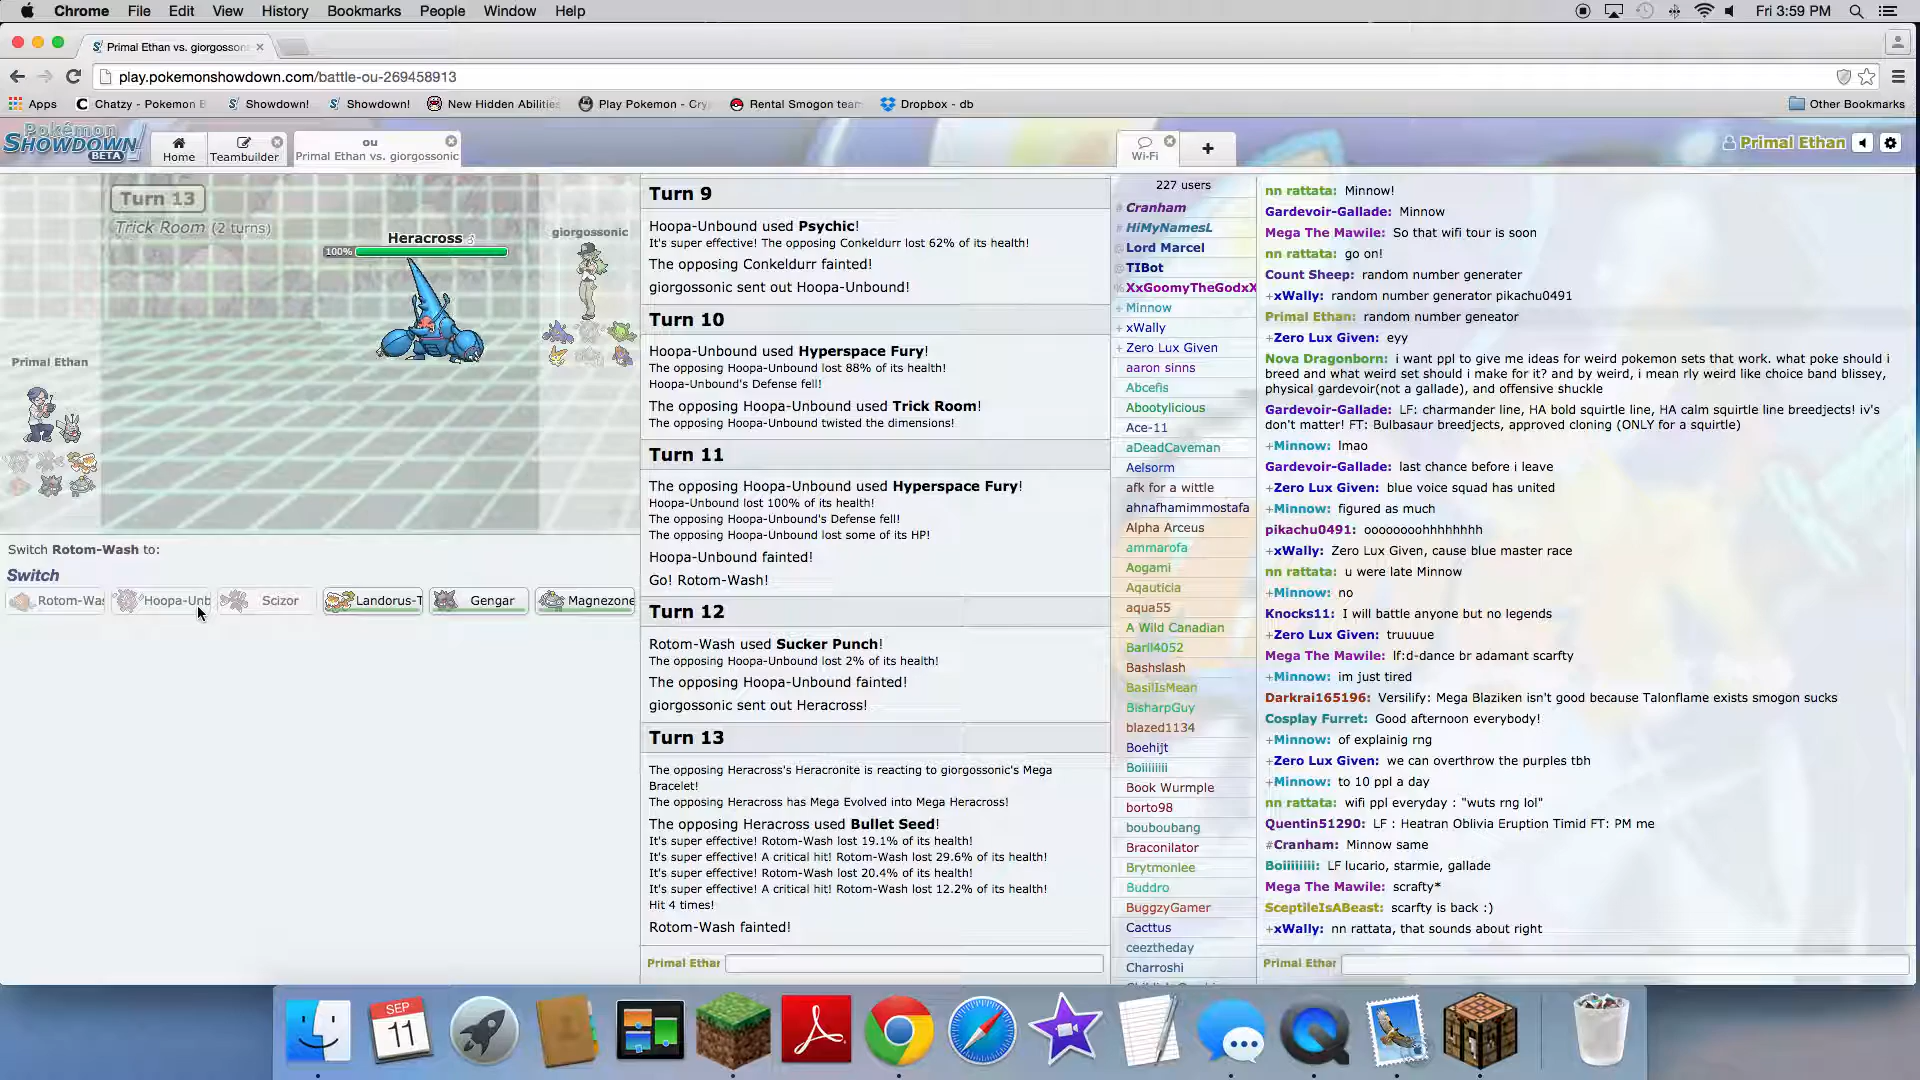 Chrome File Edit View History Bookmarks People Window Help Fri 3:59 PM
Primal Ethan vs. giorgosson
play.pokemonshowdown.com/battle-ou-269458913
Apps Chatzy - Pokemon Showdown! Showdown! New Hidden Abilities Play Pokemon - Cry Rental Smogon team Dropbox - db Other Bookmarks
Pokémon
SHOWDOWN!
BETA
Home
Teambuilder
ou
Primal Ethan vs. giorgossonic
Wi-Fi
+
Primal Ethan
Turn 13
Trick Room (2 turns)
Heracross
100%
giorgossonic
Primal Ethan
Switch Rotom-Wash to:
Switch
Rotom-Was Hoopa-Unb Scizor Landorus-T Gengar Magnezone
Turn 9
Hoopa-Unbound used Psychic!
It's super effective! The opposing Conkeldurr lost 62% of its health!
The opposing Conkeldurr fainted!
giorgossonic sent out Hoopa-Unbound!
Turn 10
Hoopa-Unbound used Hyperspace Fury!
The opposing Hoopa-Unbound lost 88% of its health!
Hoopa-Unbound's Defense fell!
The opposing Hoopa-Unbound used Trick Room!
The opposing Hoopa-Unbound twisted the dimensions!
Turn 11
The opposing Hoopa-Unbound used Hyperspace Fury!
Hoopa-Unbound lost 100% of its health!
The opposing Hoopa-Unbound's Defense fell!
The opposing Hoopa-Unbound lost some of its HP!
Hoopa-Unbound fainted!
Go! Rotom-Wash!
Turn 12
Rotom-Wash used Sucker Punch!
The opposing Hoopa-Unbound lost 2% of its health!
The opposing Hoopa-Unbound fainted!
giorgossonic sent out Heracross!
Turn 13
The opposing Heracross's Heracronite is reacting to giorgossonic's Mega
Bracelet!
The opposing Heracross has Mega Evolved into Mega Heracross!
The opposing Heracross used Bullet Seed!
It's super effective! Rotom-Wash lost 19.1% of its health!
It's super effective! A critical hit! Rotom-Wash lost 29.6% of its health!
It's super effective! Rotom-Wash lost 20.4% of its health!
It's super effective! A critical hit! Rotom-Wash lost 12.2% of its health!
Hit 4 times!
Rotom-Wash fainted!
Primal Ethan
227 users
# Cranham
# HiMyNamesL
@ Lord Marcel
@ TIBot
% XxGoomyTheGodxX
+ Minnow
+ xWally
+ Zero Lux Given
aaron sinns
Abcefis
Abootylicious
Ace-11
aDeadCaveman
Aelsorm
afk for a wittle
ahnafhamimmostafa
Alpha Arceus
ammarofa
Aogami
Aqauticia
aqua55
A Wild Canadian
Baril4052
Bashslash
BasilIsMean
BisharpGuy
blazed1134
Boehijt
Boiiiiiiii
Book Wurmple
borto98
bouboubang
Braconilator
Brytmonlee
Buddro
BuggzyGamer
Cacttus
ceeztheday
Charroshi
nn rattata: Minnow!
Gardevoir-Gallade: Minnow
Mega The Mawile: So that wifi tour is soon
nn rattata: go on!
Count Sheep: random number generater
+xWally: random number generator pikachu0491
Primal Ethan: random number geneator
+Zero Lux Given: eyy
Nova Dragonborn: i want ppl to give me ideas for weird pokemon sets that work. what poke should i
breed and what weird set should i make for it? and by weird, i mean rly weird like choice band blissey,
physical gardevoir(not a gallade), and offensive shuckle
Gardevoir-Gallade: LF: charmander line, HA bold squirtle line, HA calm squirtle line breedjects! iv's
don't matter! FT: Bulbasaur breedjects, approved cloning (ONLY for a squirtle)
+Minnow: lmao
Gardevoir-Gallade: last chance before i leave
+Zero Lux Given: blue voice squad has united
+Minnow: figured as much
pikachu0491: ooooooohhhhhhhh
+xWally: Zero Lux Given, cause blue master race
nn rattata: u were late Minnow
+Minnow: no
Knocks11: I will battle anyone but no legends
+Zero Lux Given: truuuue
Mega The Mawile: lf:d-dance br adamant scarfty
+Minnow: im just tired
Darkrai165196: Versilify: Mega Blaziken isn't good because Talonflame exists smogon sucks
Cosplay Furret: Good afternoon everybody!
+Minnow: of explainig rng
+Zero Lux Given: we can overthrow the purples tbh
+Minnow: to 10 ppl a day
nn rattata: wifi ppl everyday : "wuts rng lol"
Quentin51290: LF : Heatran Oblivia Eruption Timid FT: PM me
#Cranham: Minnow same
Boiiiiiiii: LF lucario, starmie, gallade
Mega The Mawile: scrafty*
SceptileIsABeast: scarfty is back :)
+xWally: nn rattata, that sounds about right
Primal Ethan
SEP
11